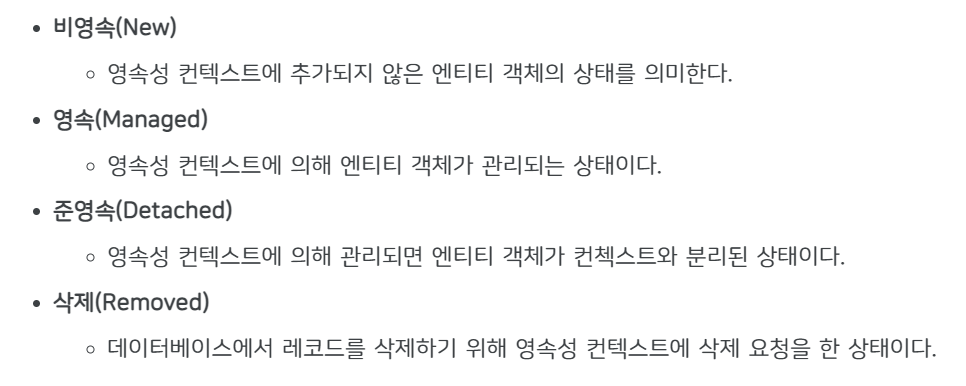 • 비영속(New)
◦ 영속성 컨텍스트에 추가되지 않은 엔티티 객체의 상태를 의미한다.
• 영속(Managed)
◦ 영속성 컨텍스트에 의해 엔티티 객체가 관리되는 상태이다.
• 준영속(Detached)
◦ 영속성 컨텍스트에 의해 관리되면 엔티티 객체가 컨첵스트와 분리된 상태이다.
• 삭제(Removed)
◦ 데이터베이스에서 레코드를 삭제하기 위해 영속성 컨텍스트에 삭제 요청을 한 상태이다.